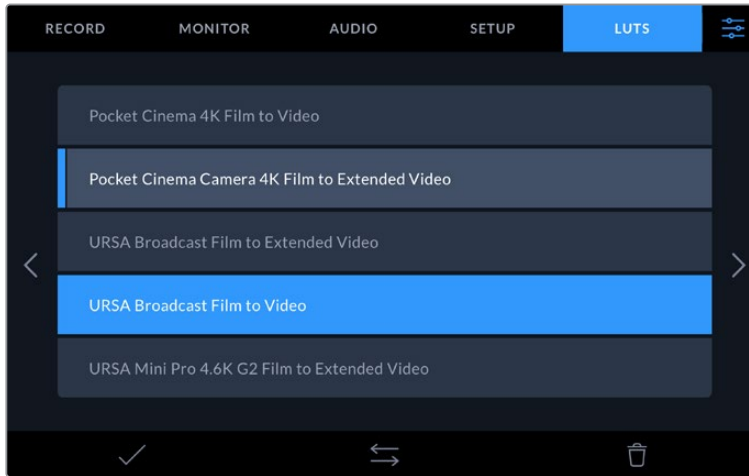 RECORD MONITOR AUDIO SETUP LUTS
Pocket Cinema 4K Film to Video
Pocket Cinema Camera 4K Film to Extended Video
URSA Broadcast Film to Extended Video
URSA Broadcast Film to Video
URSA Mini Pro 4.6K G2 Film to Extended Video